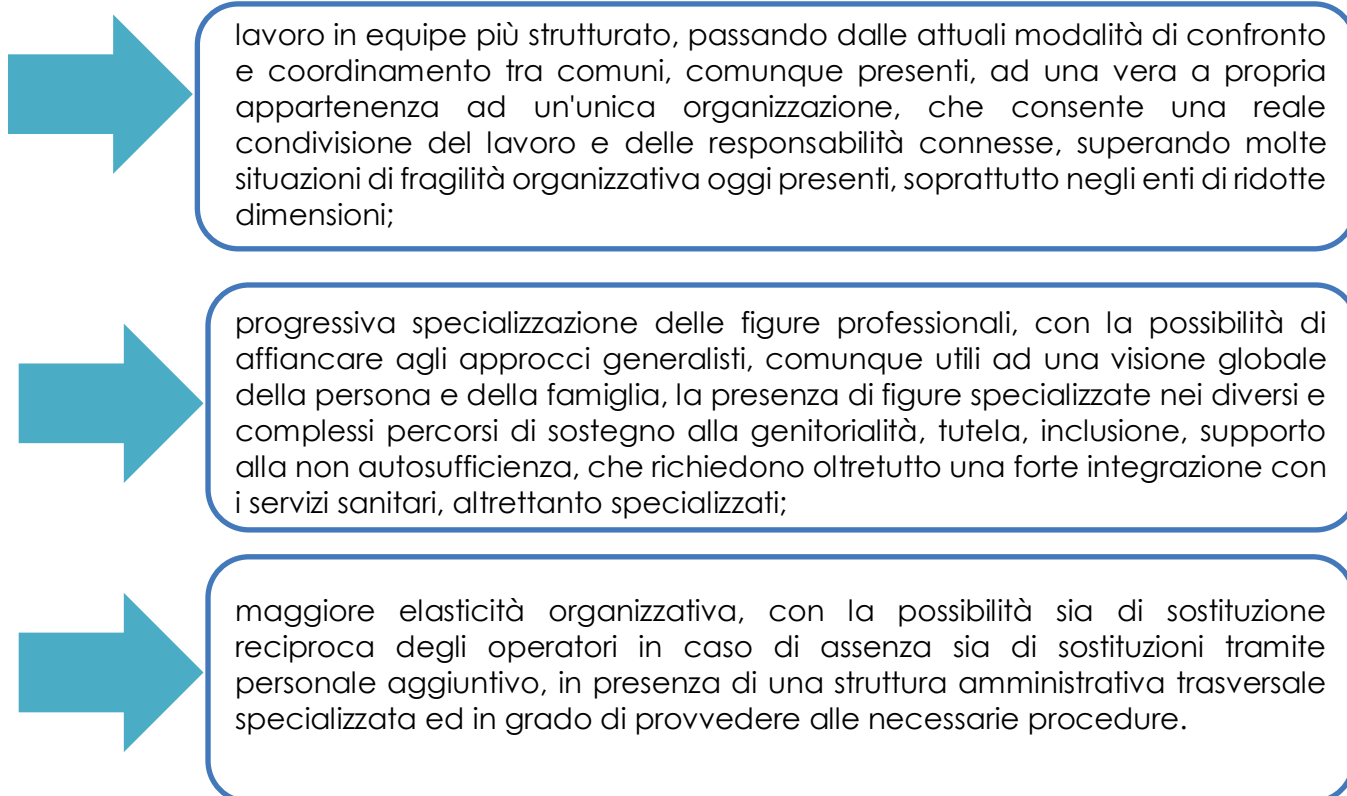 lavoro in equipe più strutturato, passando dalle attuali modalità di confronto
e coordinamento tra comuni, comunque presenti, ad una vera a propria
appartenenza ad un'unica organizzazione, che consente una reale
condivisione del lavoro e delle responsabilità connesse, superando molte
situazioni di fragilità organizzativa oggi presenti, soprattutto negli enti di ridotte
dimensioni;
progressiva specializzazione delle figure professionali, con la possibilità di
affiancare agli approcci generalisti, comunque utili ad una visione globale
della persona e della famiglia, la presenza di figure specializzate nei diversi e
complessi percorsi di sostegno alla genitorialità, tutela, inclusione, supporto
alla non autosufficienza, che richiedono oltretutto una forte integrazione con
i servizi sanitari, altrettanto specializzati;
maggiore elasticità organizzativa, con la possibilità sia di sostituzione
reciproca degli operatori in caso di assenza sia di sostituzioni tramite
personale aggiuntivo, in presenza di una struttura amministrativa trasversale
specializzata ed in grado di provvedere alle necessarie procedure.